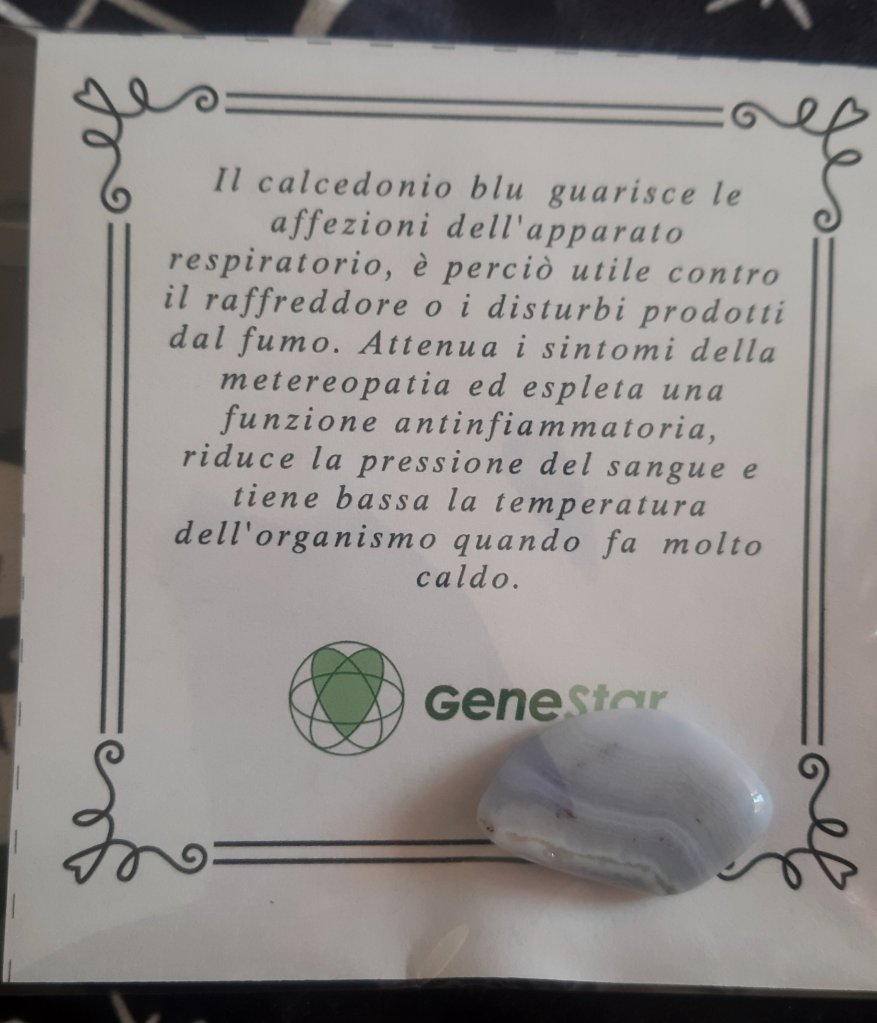 Il calcedonio blu guarisce le
affezioni dell'apparato
respiratorio, è perciò utile contro
il raffreddore o i disturbi prodotti
dal fumo. Attenua i sintomi della
metereopatia ed espleta una
funzione antinfiammatoria,
riduce la pressione del sangue e
tiene bassa la temperatura
dell'organismo quando fa molto
caldo.
GeneStar